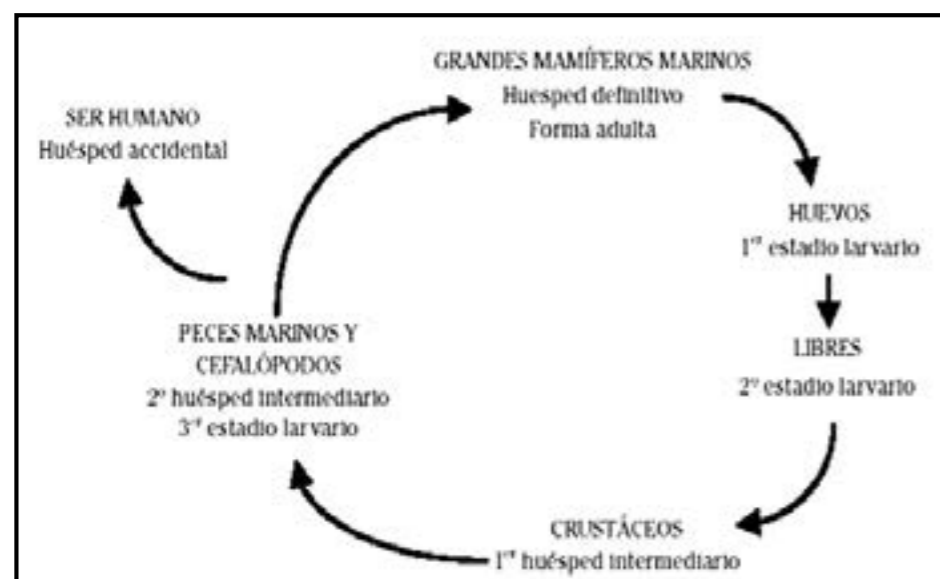 GRANDES MAMÍFEROS MARINOS
Huesped definitivo
Forma adulta
SER HUMANO
Huésped accidental
HUEVOS
1er estadio larvario
LIBRES
2º estadio larvario
PECES MARINOS Y
CEFALÓPODOS
2º huésped intermediario
3er estadio larvario
CRUSTÁCEOS
1er huésped intermediario